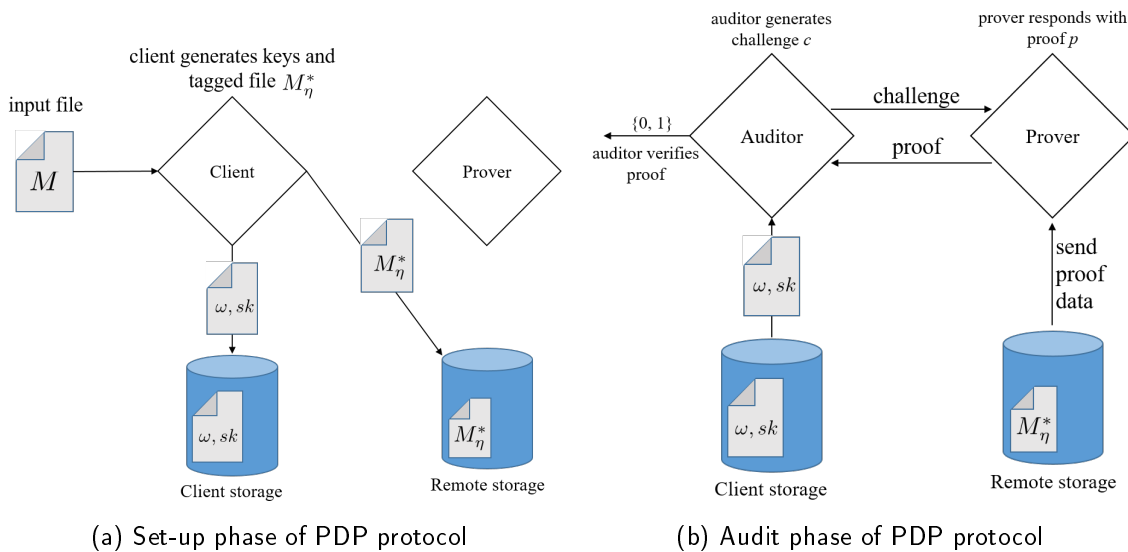 client generates keys and
tagged file M*η
input file
M
Client
Prover
M*η
ω, sk
ω, sk
M*η
Client storage
Remote storage
(a) Set-up phase of PDP protocol
auditor generates
challenge c
prover responds with
proof p
challenge
{0, 1}
Auditor
Prover
auditor verifies
proof
proof
ω, sk
send
proof
data
ω, sk
M*η
Client storage
Remote storage
(b) Audit phase of PDP protocol